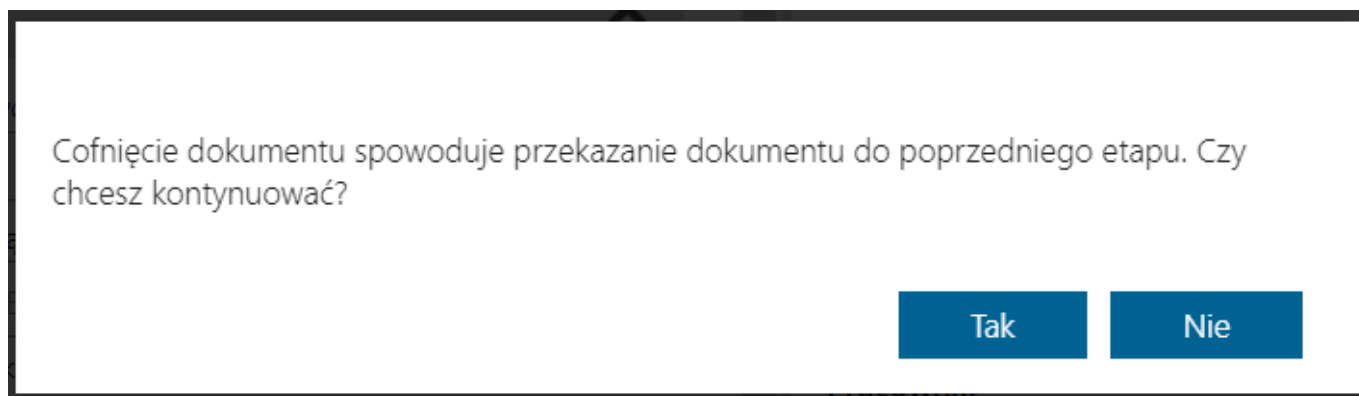 Cofnięcie dokumentu spowoduje przekazanie dokumentu do poprzedniego etapu. Czy
chcesz kontynuować?
Tak Nie